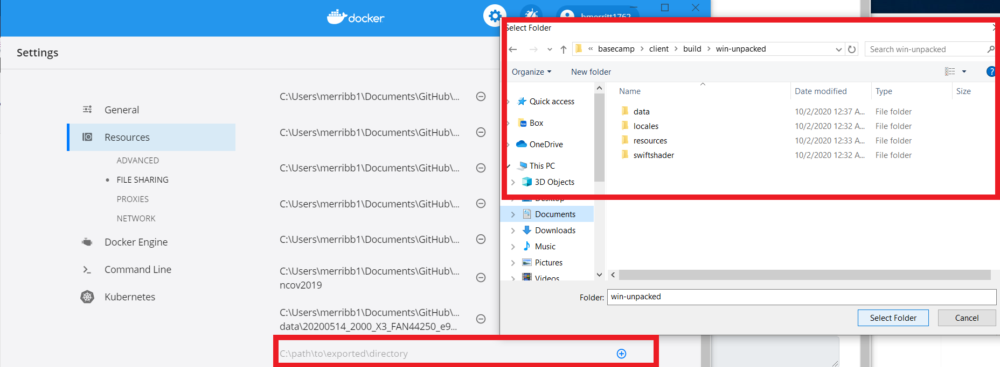 docker
bmerritt1762
Settings
General
Resources
ADVANCED
FILE SHARING
PROXIES
NETWORK
Docker Engine
Command Line
Kubernetes
C:\Users\merribb1\Documents\GitHub\...
C:\Users\merribb1\Documents\GitHub\...
C:\Users\merribb1\Documents\GitHub\...
C:\Users\merribb1\Documents\GitHub\...
C:\Users\merribb1\Documents\GitHub\...
C:\Users\merribb1\Documents\GitHub\...
ncov2019
C:\Users\merribb1\Documents\GitHub\...
data\20200514_2000_X3_FAN44250_e9...
C:\path\to\exported\directory
Select Folder
« basecamp > client > build > win-unpacked
Search win-unpacked
Organize
New folder
?
Quick access
Box
OneDrive
This PC
3D Objects
Desktop
Documents
Downloads
Music
Pictures
Videos
Name Date modified Type Size
data 10/2/2020 12:37 A... File folder
locales 10/2/2020 12:32 A... File folder
resources 10/2/2020 12:33 A... File folder
swiftshader 10/2/2020 12:32 A... File folder
Folder: win-unpacked
Select Folder
Cancel